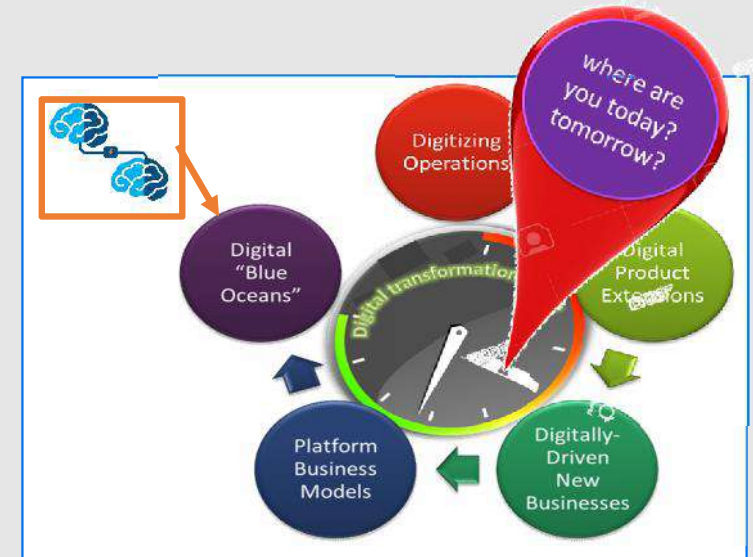 where are
you today?
tomorrow?
Digitizing
Operations
Digital
Product
Extensions
Digitally-
Driven
New
Businesses
Platform
Business
Models
Digital
“Blue
Oceans”
Digital transformation